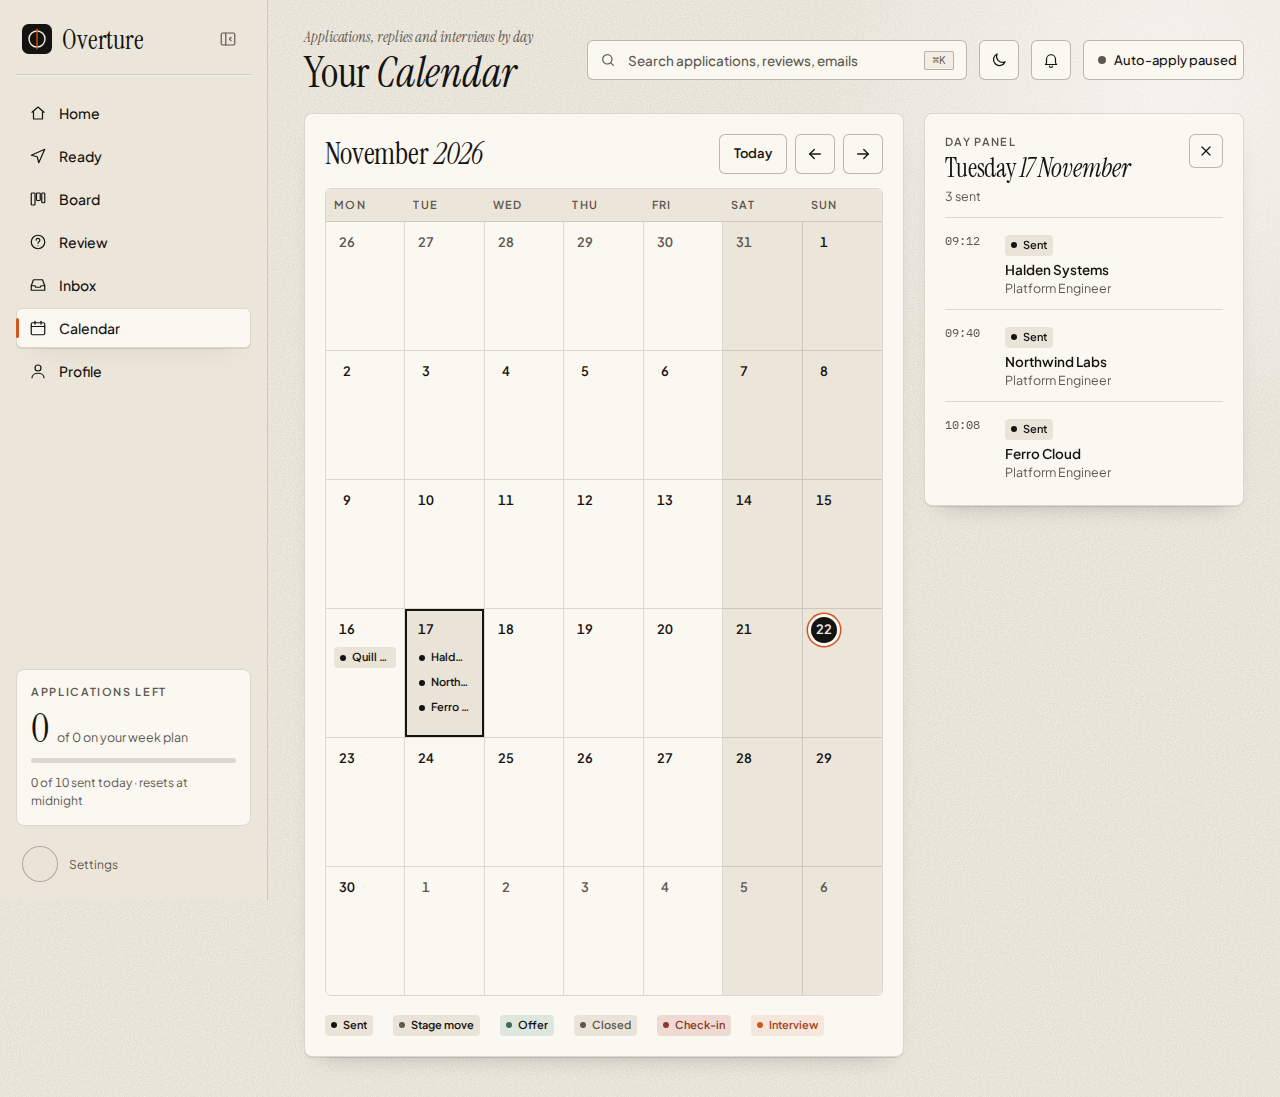 Overture
Home
Ready
Board
Review
Inbox
Calendar
Profile
APPLICATIONS LEFT
0 of 0 on your week plan
0 of 10 sent today · resets at
midnight
Settings
Applications, replies and interviews by day
Your Calendar
Search applications, reviews, emails ⌘K
Auto-apply paused
November 2026
Today
MON TUE WED THU FRI SAT SUN
26 27 28 29 30 31 1
2 3 4 5 6 7 8
9 10 11 12 13 14 15
16 17 18 19 20 21 22
Quill ... Hald...
North...
Ferro ...
23 24 25 26 27 28 29
30 1 2 3 4 5 6
Sent Stage move Offer Closed Check-in Interview
DAY PANEL
Tuesday 17 November
3 sent
09:12 Sent
Halden Systems
Platform Engineer
09:40 Sent
Northwind Labs
Platform Engineer
10:08 Sent
Ferro Cloud
Platform Engineer